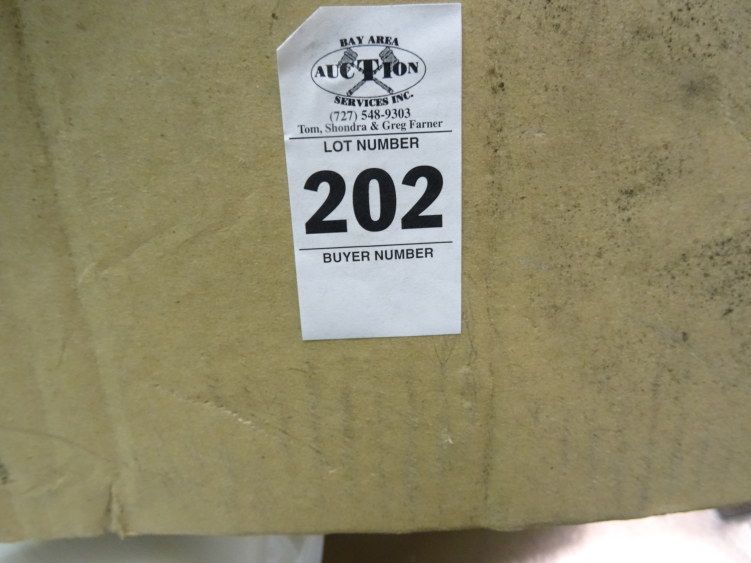 BAY AREA
AUCTION
SERVICES INC.
(727) 548-9303
Tom, Shondra & Greg Farner
LOT NUMBER
202
BUYER NUMBER